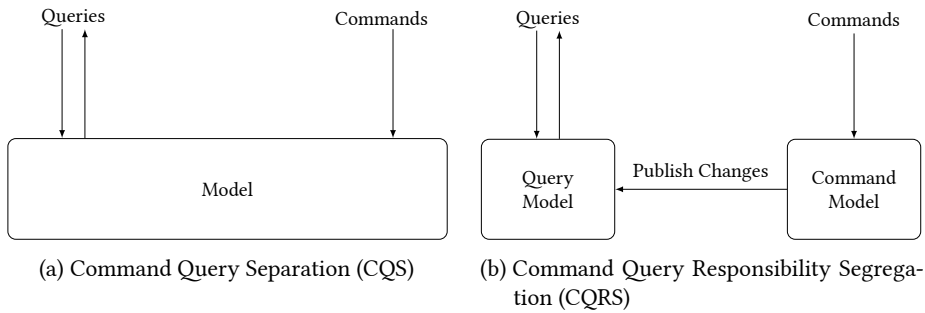 Queries
Commands
Model
(a) Command Query Separation (CQS)
Queries
Commands
Query
Model
Publish Changes
Command
Model
(b) Command Query Responsibility Segrega-
tion (CQRS)